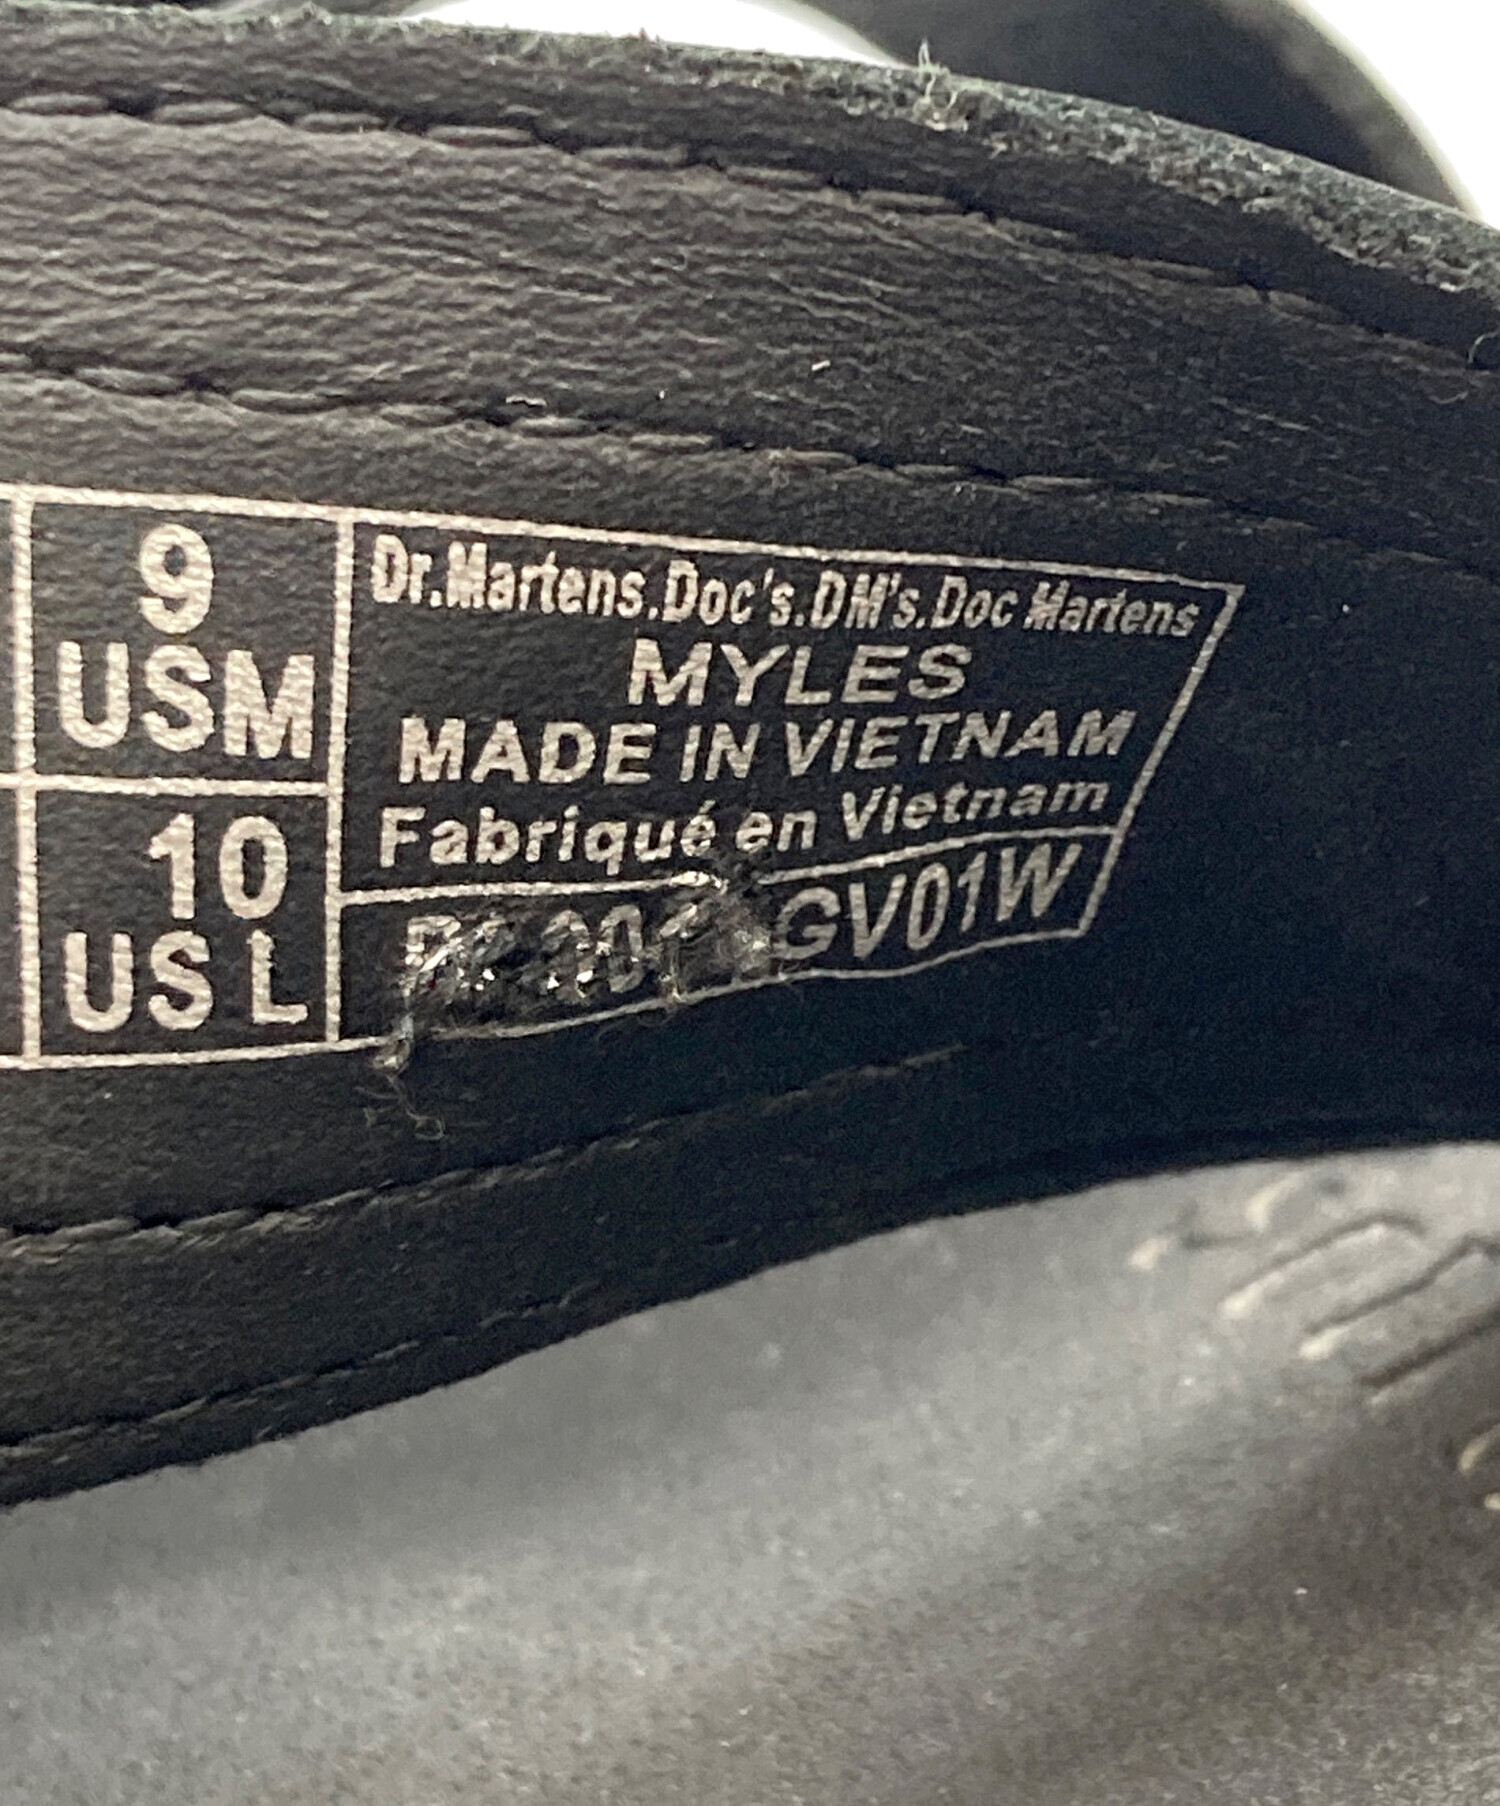 9
USM
10
US L
Dr.Martens.Doc's.DM's.Doc Martens
MYLES
MADE IN VIETNAM
Fabriqué en Vietnam
GV01W